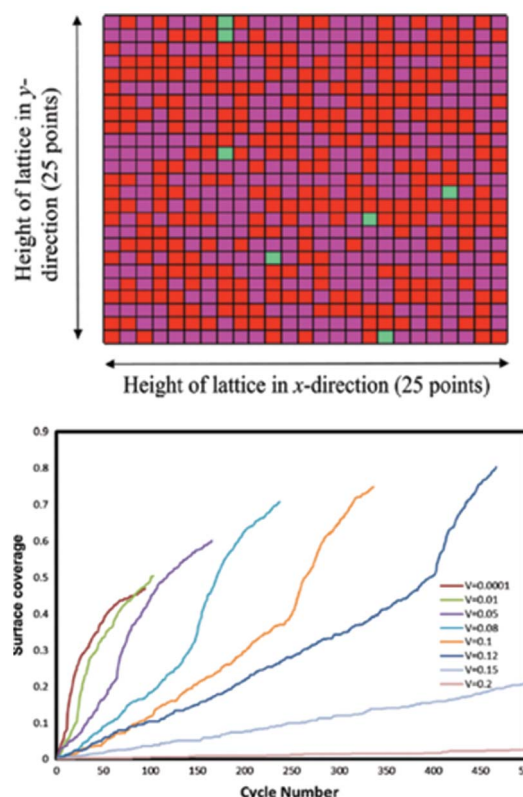 Height of lattice in y-
direction (25 points)
Height of lattice in x-direction (25 points)
0.9
0.8
0.7
0.6
0.5
0.4
0.3
0.2
0.1
0
Surface coverage
V=0.0001
V=0.01
V=0.05
V=0.08
V=0.1
V=0.12
V=0.15
V=0.2
0 50 100 150 200 250 300 350 400 450
Cycle Number